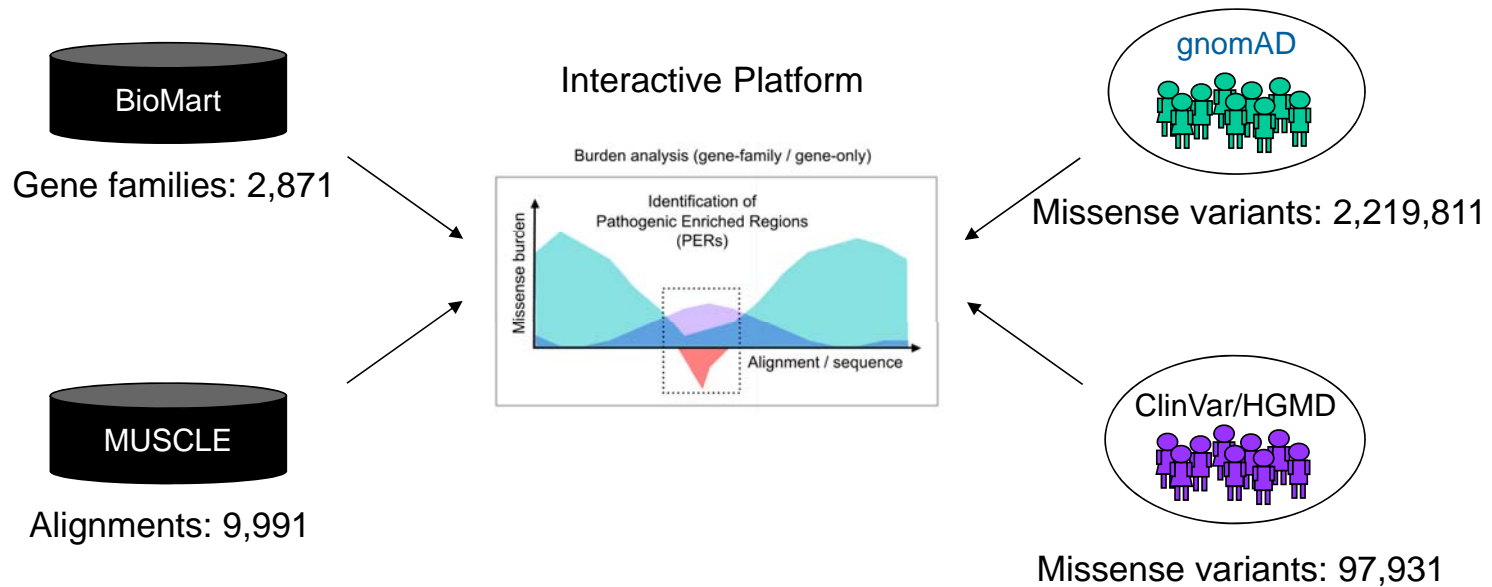 BioMart
Gene families: 2,871
MUSCLE
Alignments: 9,991
Interactive Platform
Burden analysis (gene-family / gene-only)
Identification of
Pathogenic Enriched Regions
(PERs)
Missense burden
Alignment / sequence
gnomAD
Missense variants: 2,219,811
ClinVar/HGMD
Missense variants: 97,931